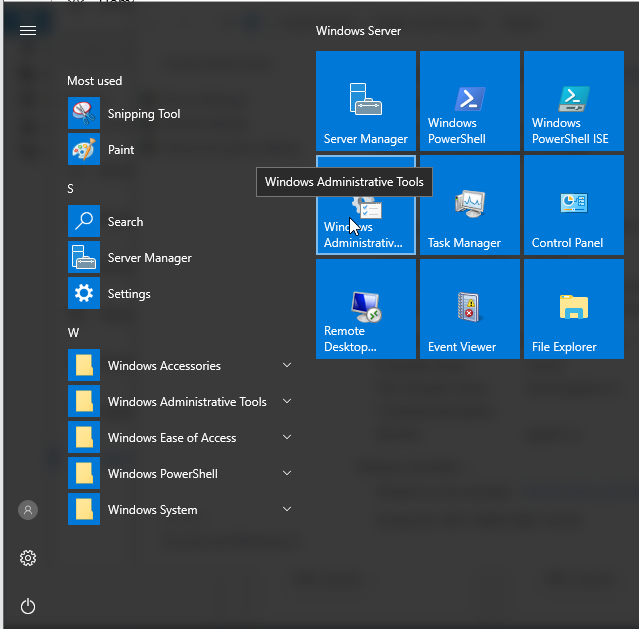 Windows Server
Most used
Snipping Tool
Paint
S
Search
Server Manager
Settings
W
Windows Accessories
Windows Administrative Tools
Windows Ease of Access
Windows PowerShell
Windows System
Server Manager
Windows
PowerShell
Windows
PowerShell ISE
Windows Administrative Tools
Windows
Administrativ...
Task Manager
Control Panel
Remote
Desktop...
Event Viewer
File Explorer